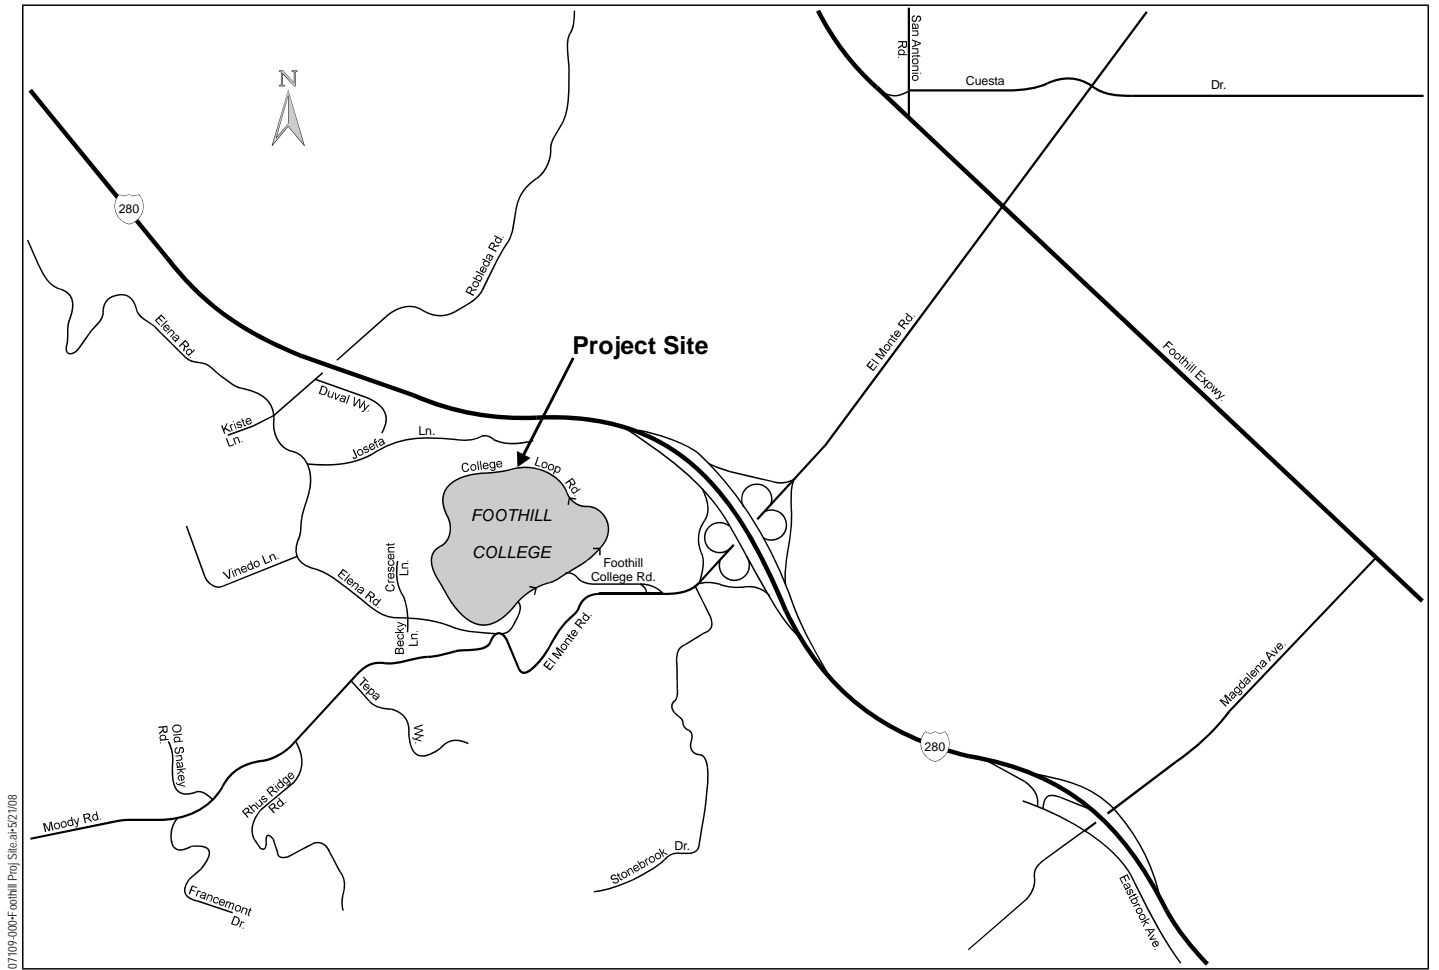 San Antonio
Rd.
Cuesta
Dr.
N
280
Robleda Rd.
Elena Rd.
Project Site
El Monte Rd.
Foothill Expwy.
Duval Wy.
Kriste
Ln.
Josefa
Ln.
College
Loop
Rd.
FOOTHILL
COLLEGE
Vinedo Ln.
Elena Rd.
Crescent
Ln.
Foothill
College Rd.
Becky
Ln.
El Monte Rd.
Magdalena Ave.
Tepa
Wy.
Old Snakey
Rd.
280
Rhus Ridge
Rd.
Moody Rd.
Stonebrook
Dr.
Francemont
Dr.
Eastbrook Ave.
07109-000•Foothill Proj Site.ai•5/21/08